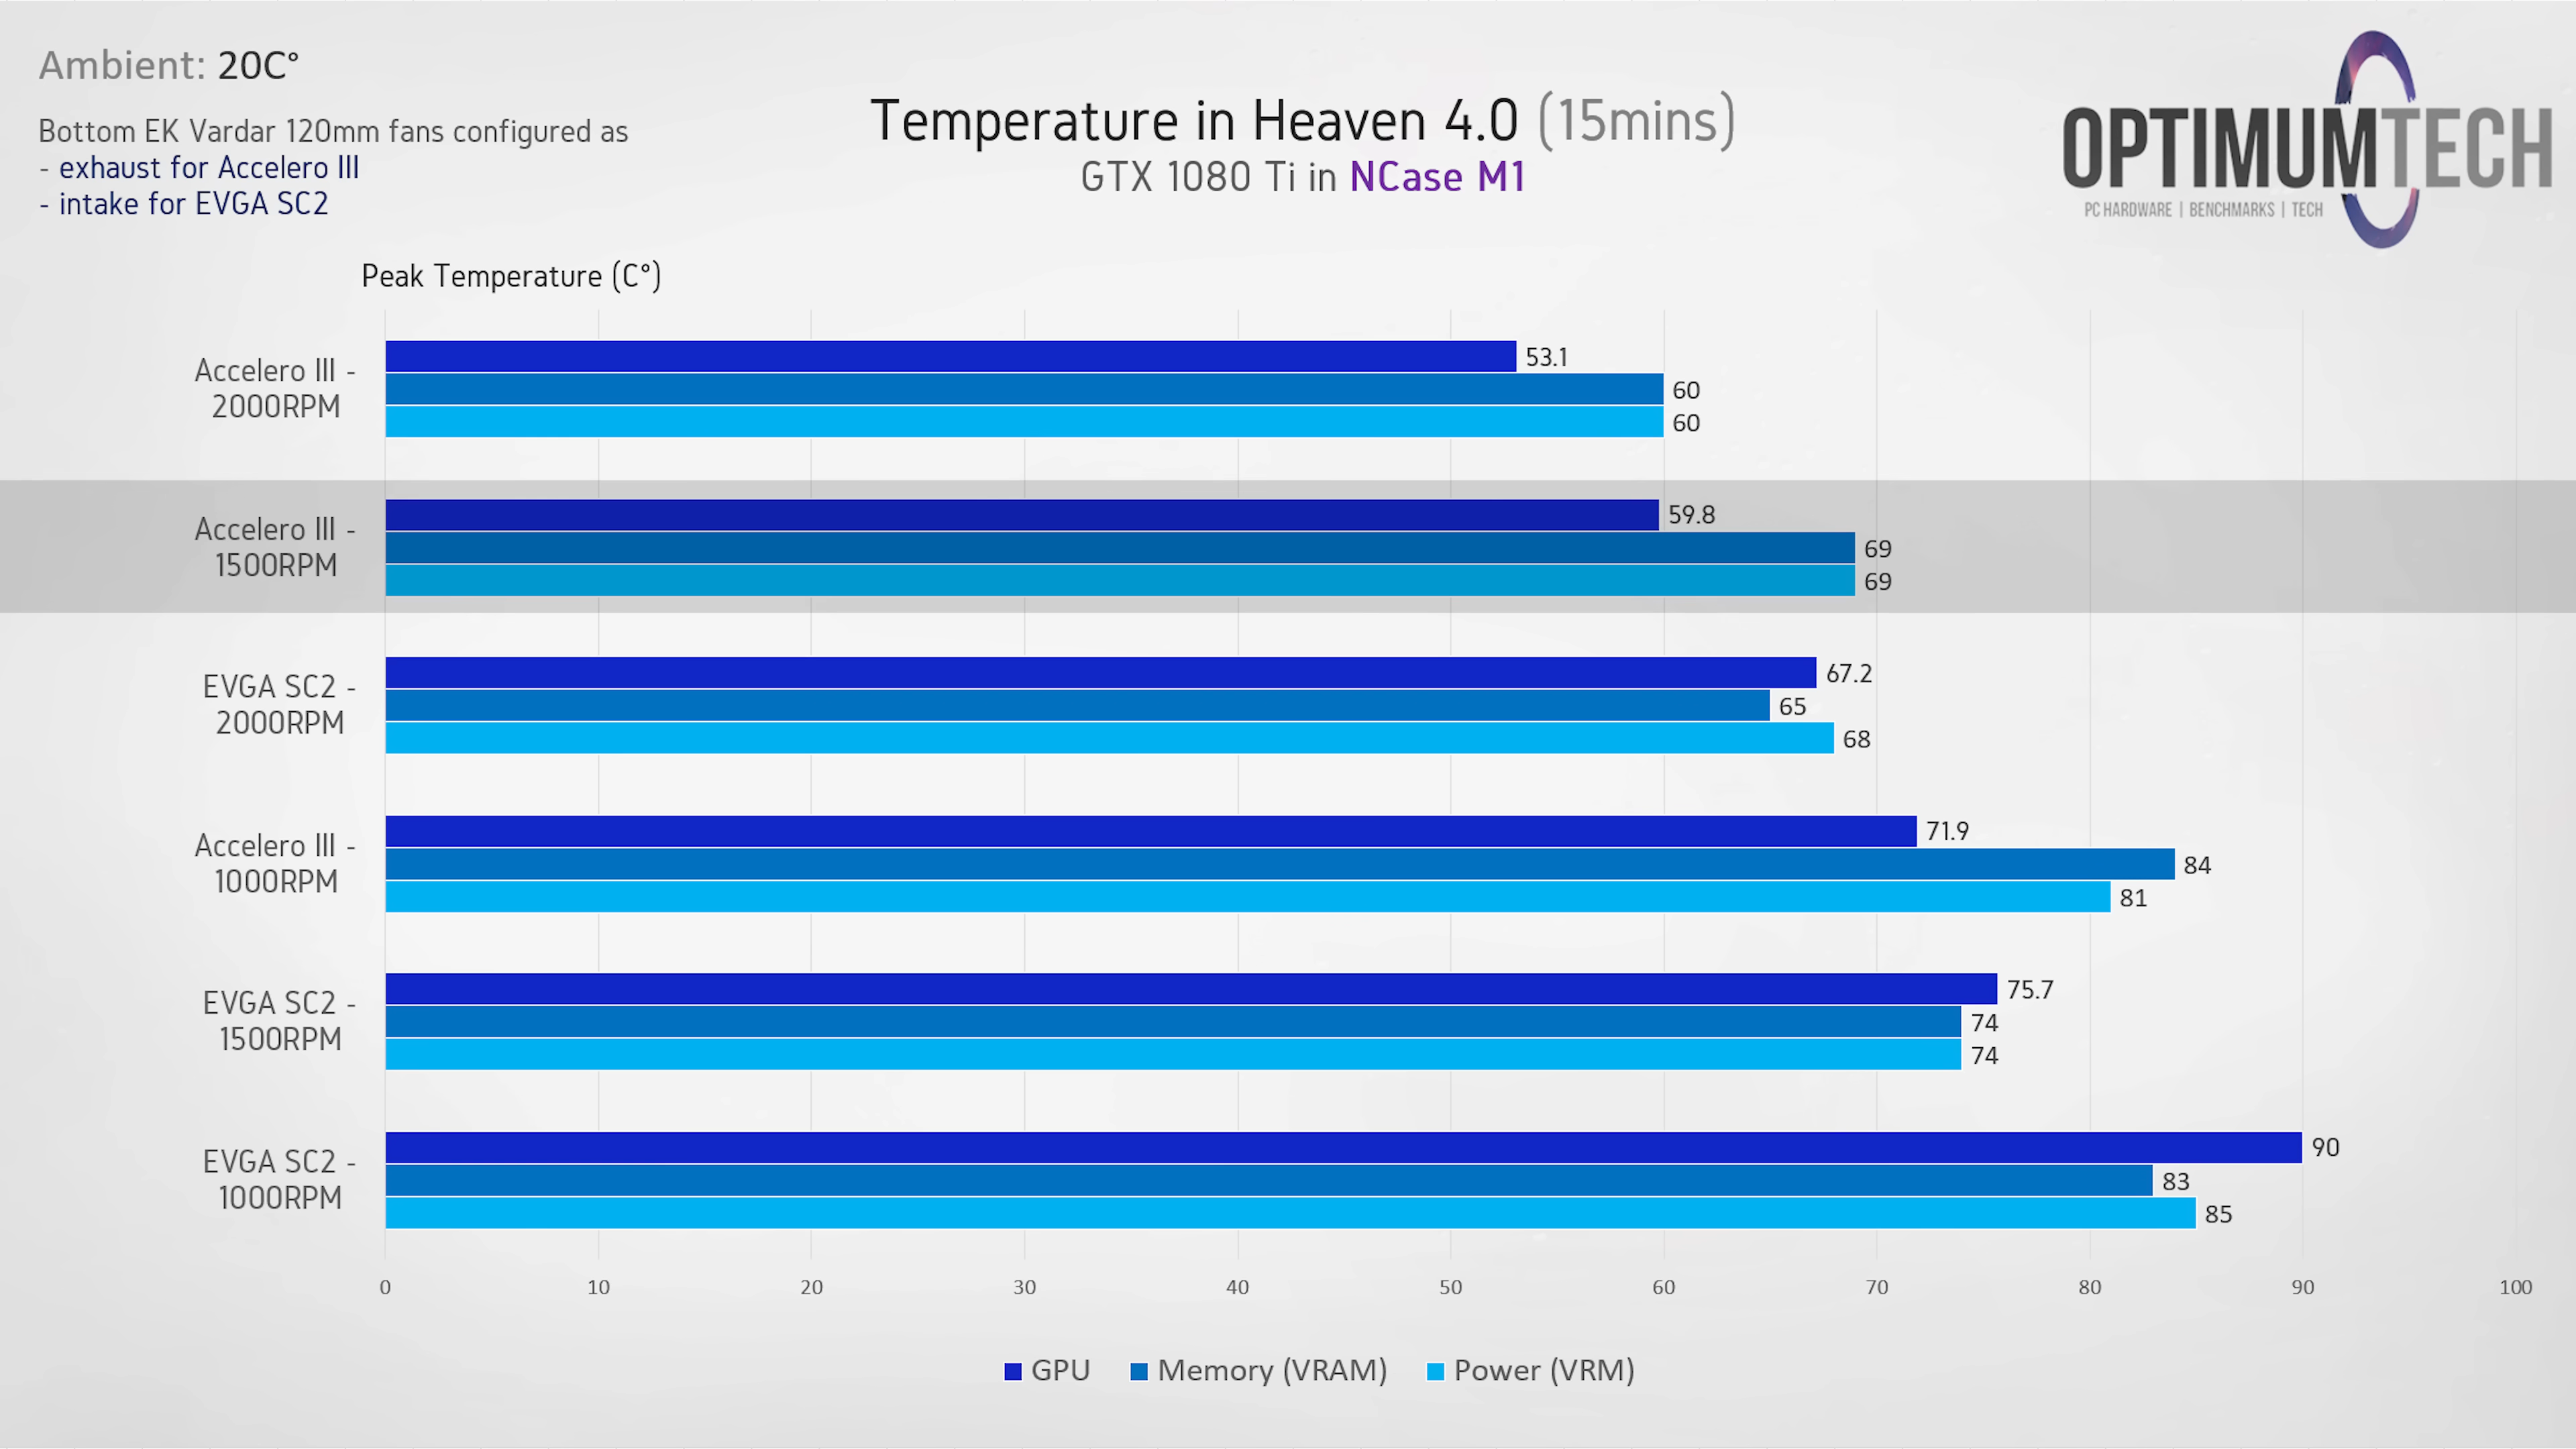 Ambient: 20C°
Bottom EK Vardar 120mm fans configured as
- exhaust for Accelero III
- intake for EVGA SC2
Temperature in Heaven 4.0 (15mins)
GTX 1080 Ti in NCase M1
OPTIMUMTECH
PC HARDWARE | BENCHMARKS | TECH
Peak Temperature (C°)
Accelero III -
2000RPM
53.1
60
60
Accelero III -
1500RPM
59.8
69
69
EVGA SC2 -
2000RPM
67.2
65
68
Accelero III -
1000RPM
71.9
84
81
EVGA SC2 -
1500RPM
75.7
74
74
EVGA SC2 -
1000RPM
90
83
85
0 10 20 30 40 50 60 70 80 90 100
GPU Memory (VRAM) Power (VRM)